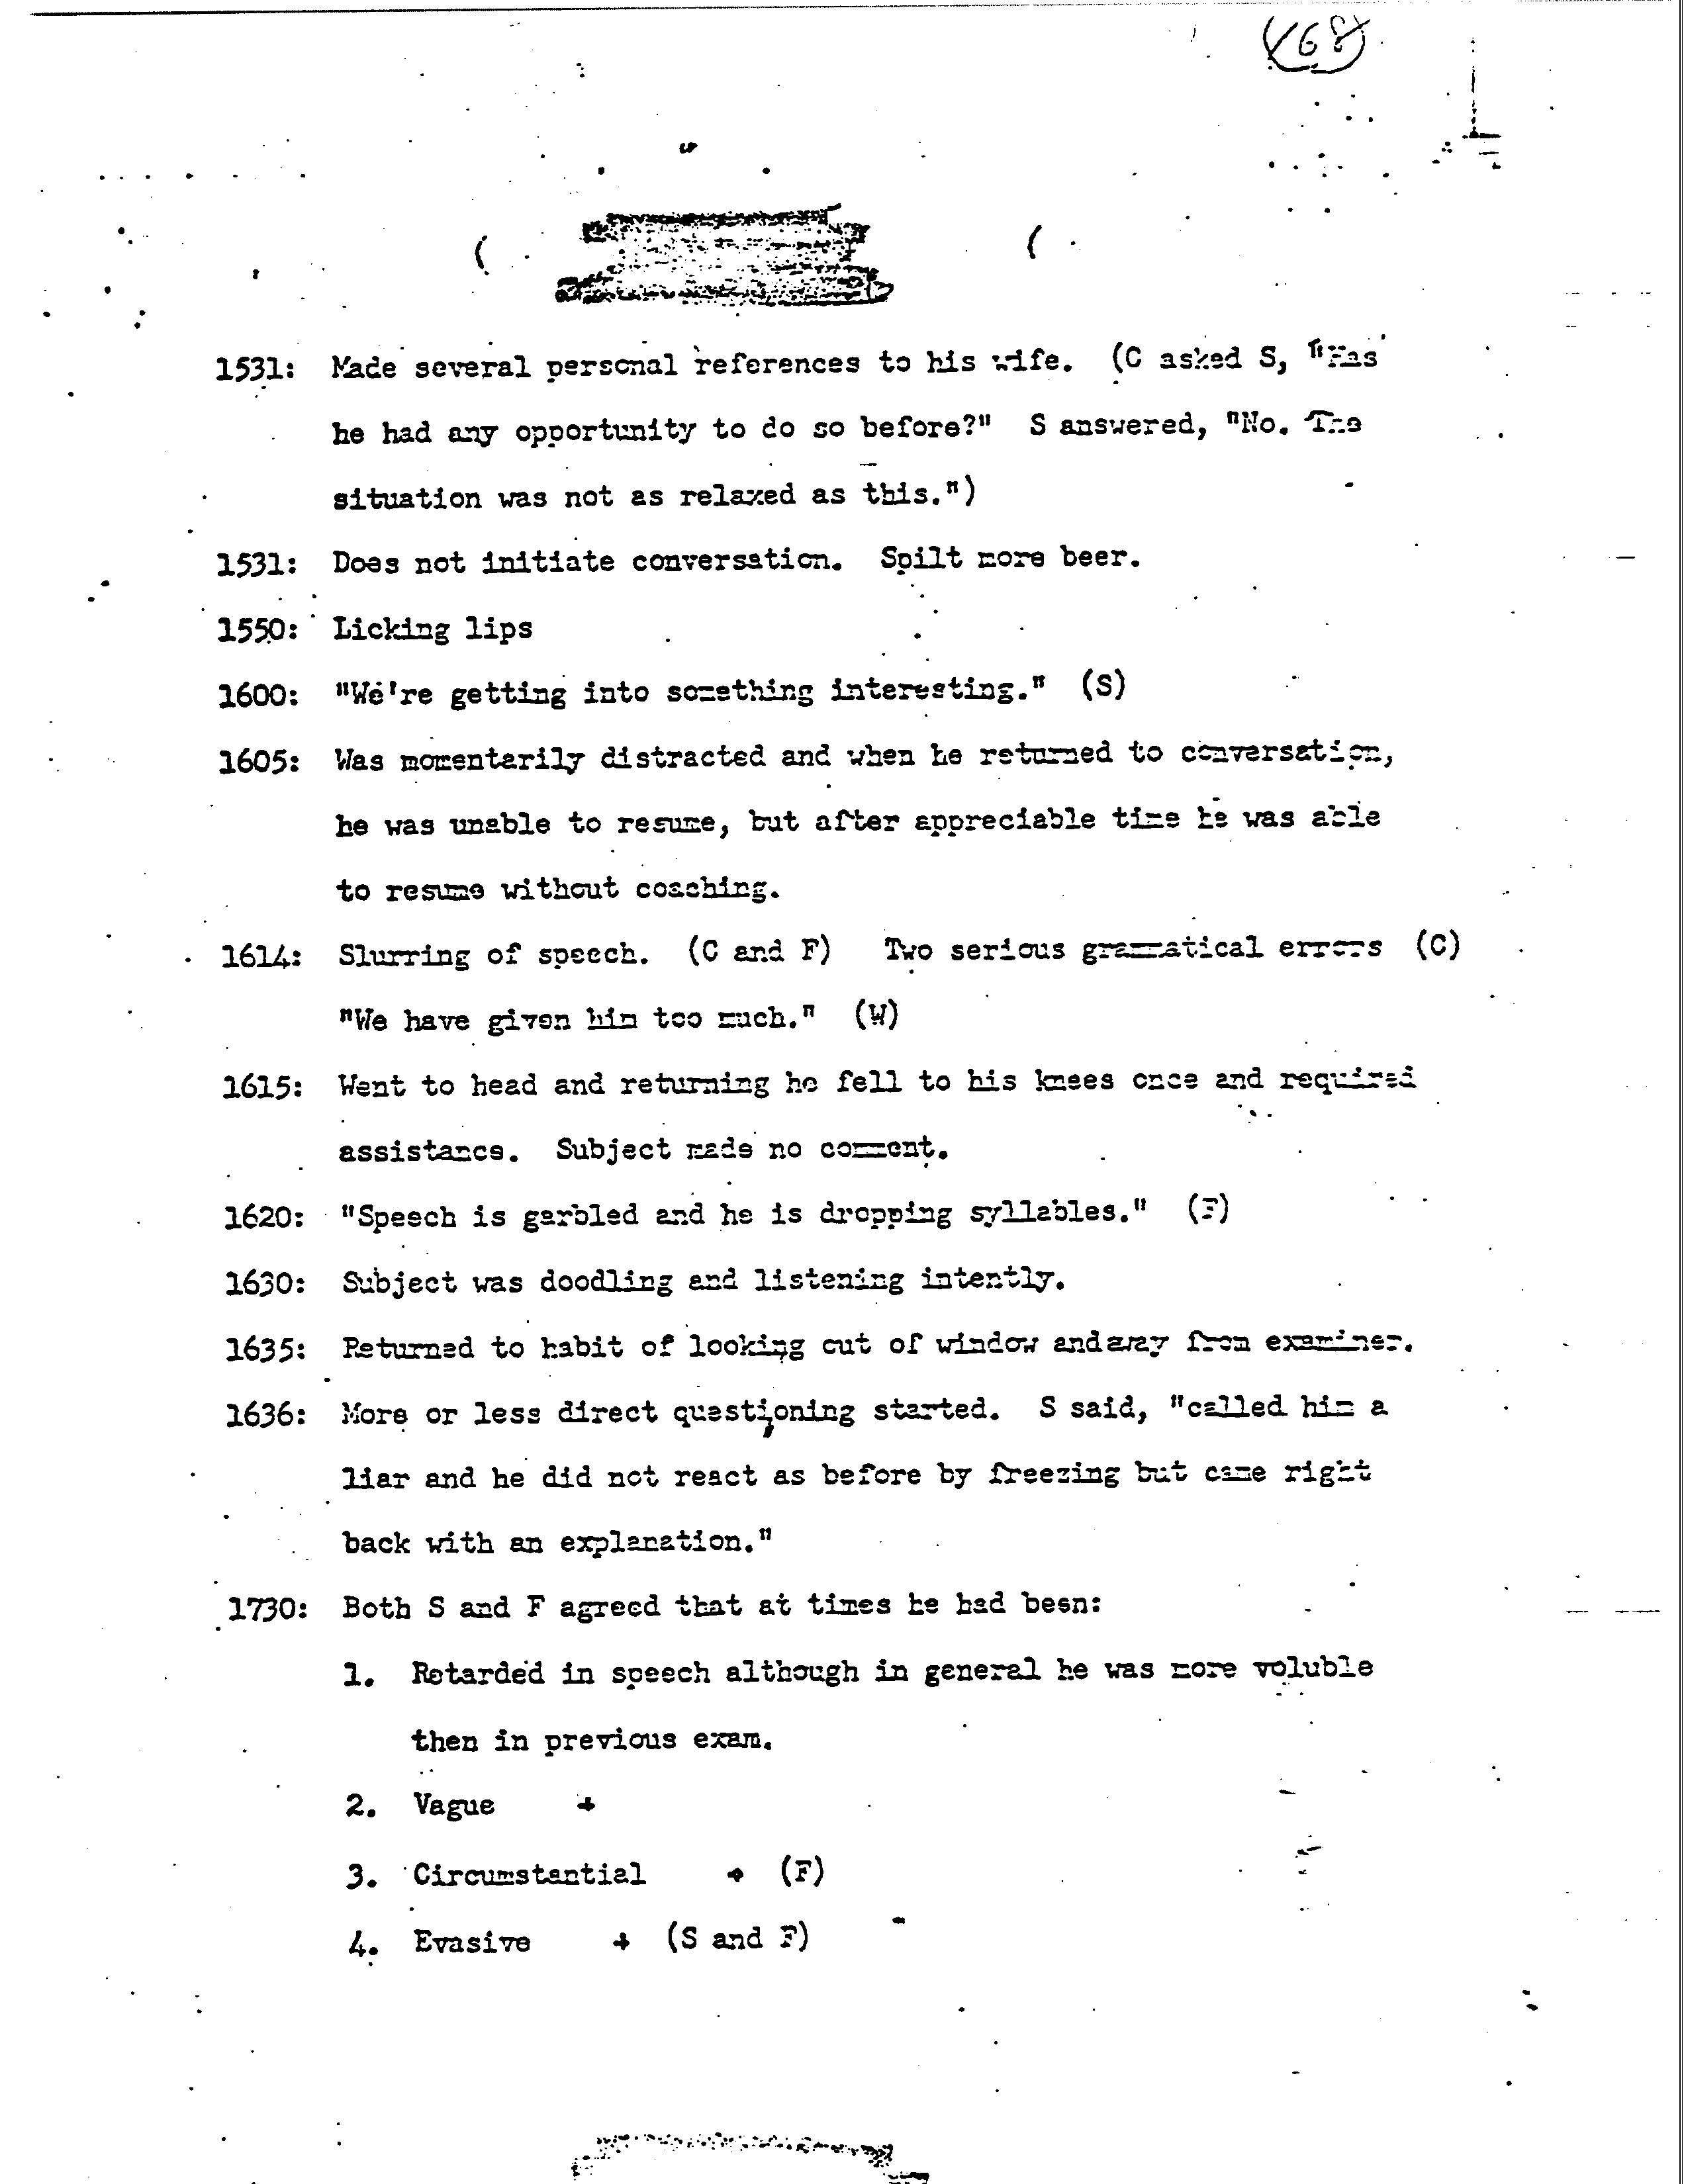 168
1531: Made several personal references to his wife. (C asked S, "Has
he had any opportunity to do so before?" S answered, "No. The
situation was not as relaxed as this.")
1531: Does not initiate conversation. Spilt more beer.
1550: Licking lips
1600: "We're getting into something interesting." (S)
1605: Was momentarily distracted and when he returned to conversation,
he was unable to resume, but after appreciable time he was able
to resume without coaching.
1614: Slurring of speech. (C and F) Two serious grammatical errors (C)
"We have given him too much." (W)
1615: Went to head and returning he fell to his knees once and required
assistance. Subject made no comment.
1620: "Speech is garbled and he is dropping syllables." (F)
1630: Subject was doodling and listening intently.
1635: Returned to habit of looking out of window and away from examiner.
1636: More or less direct questioning started. S said, "called him a
liar and he did not react as before by freezing but came right
back with an explanation."
1730: Both S and F agreed that at times he had been:
1. Retarded in speech although in general he was more voluble
then in previous exam.
2. Vague +
3. Circumstantial + (F)
4. Evasive + (S and F)